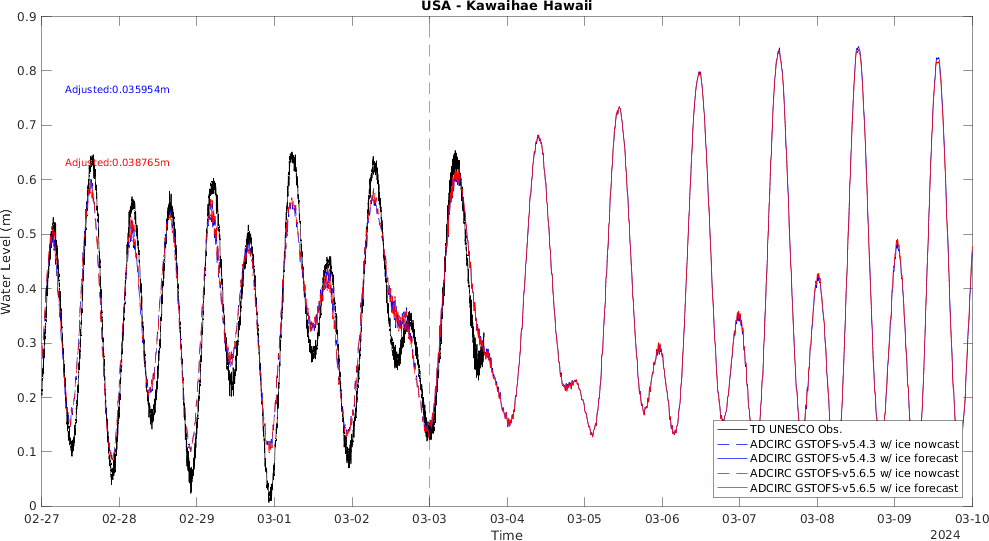 USA - Kawaihae Hawaii
0.9
0.8
0.7
0.6
0.5
0.4
0.3
0.2
0.1
0
Water Level (m)
Adjusted:0.035954m
Adjusted:0.038765m
TD UNESCO Obs.
ADCIRC GSTOFS-v5.4.3 w/ ice nowcast
ADCIRC GSTOFS-v5.4.3 w/ ice forecast
ADCIRC GSTOFS-v5.6.5 w/ ice nowcast
ADCIRC GSTOFS-v5.6.5 w/ ice forecast
02-27 02-28 02-29 03-01 03-02 03-03 03-04 03-05 03-06 03-07 03-08 03-09 03-10
Time
2024